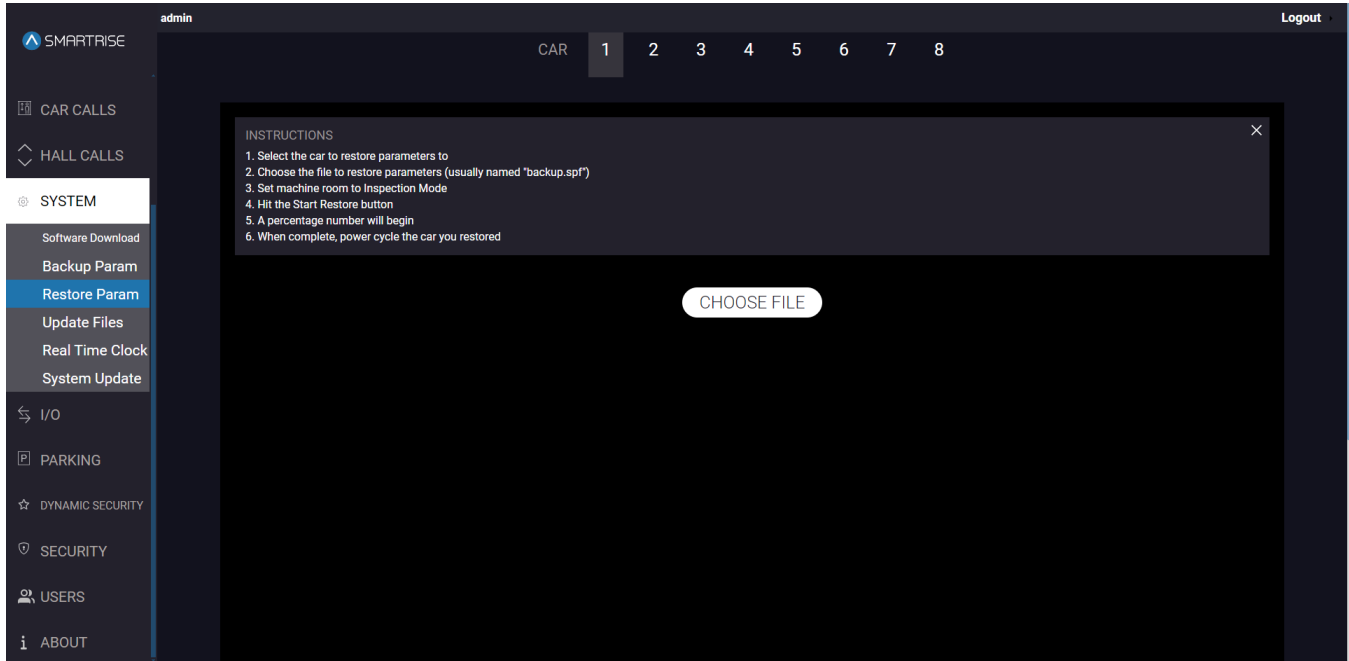 admin
Logout
SMARTRISE
CAR 1 2 3 4 5 6 7 8
CAR CALLS
HALL CALLS
SYSTEM
Software Download
Backup Param
Restore Param
Update Files
Real Time Clock
System Update
I/O
P PARKING
DYNAMIC SECURITY
SECURITY
USERS
i ABOUT
INSTRUCTIONS
1. Select the car to restore parameters to
2. Choose the file to restore parameters (usually named "backup.spf")
3. Set machine room to Inspection Mode
4. Hit the Start Restore button
5. A percentage number will begin
6. When complete, power cycle the car you restored
CHOOSE FILE